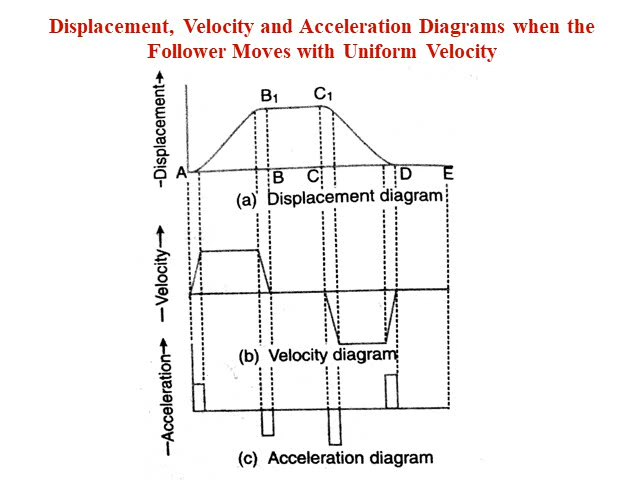 Displacement, Velocity and Acceleration Diagrams when the
Follower Moves with Uniform Velocity
Displacement
B1 C1
A B C D E
(a) Displacement diagram
Velocity
(b) Velocity diagram
Acceleration
(c) Acceleration diagram